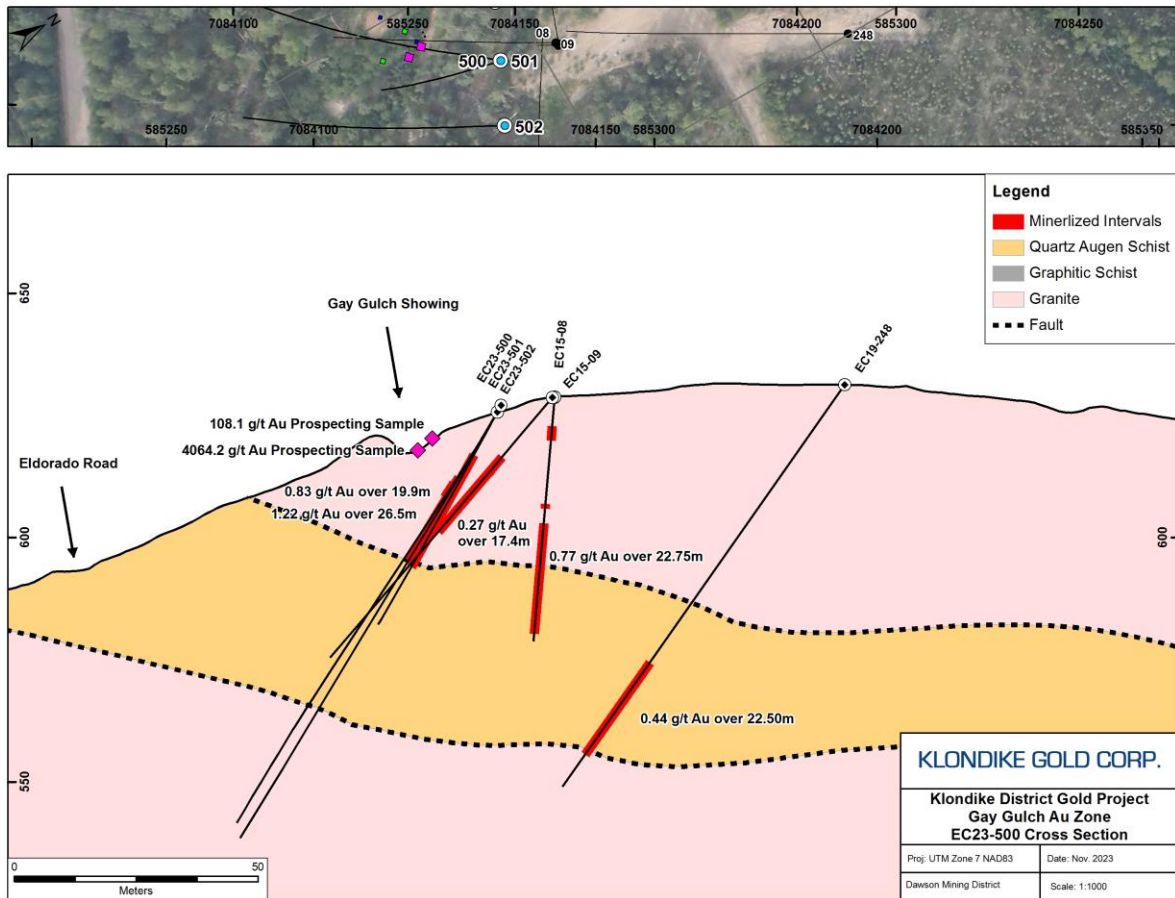 7084100
585250
7084150
7084200
585300
7084250
N
08
09
248
500
501
502
585250
7084100
7084150
585300
7084200
585350
Legend
Minerlized Intervals
Quartz Augen Schist
Graphitic Schist
Granite
Fault
650
600
550
600
Gay Gulch Showing
EC23-500
EC23-501
EC23-502
EC15-08
EC15-09
EC19-248
108.1 g/t Au Prospecting Sample
4064.2 g/t Au Prospecting Sample
Eldorado Road
0.83 g/t Au over 19.9m
1.22 g/t Au over 26.5m
0.27 g/t Au
over 17.4m
0.77 g/t Au over 22.75m
0.44 g/t Au over 22.50m
0
50
Meters
KLONDIKE GOLD CORP.
Klondike District Gold Project
Gay Gulch Au Zone
EC23-500 Cross Section
Proj: UTM Zone 7 NAD83
Date: Nov. 2023
Dawson Mining District
Scale: 1:1000